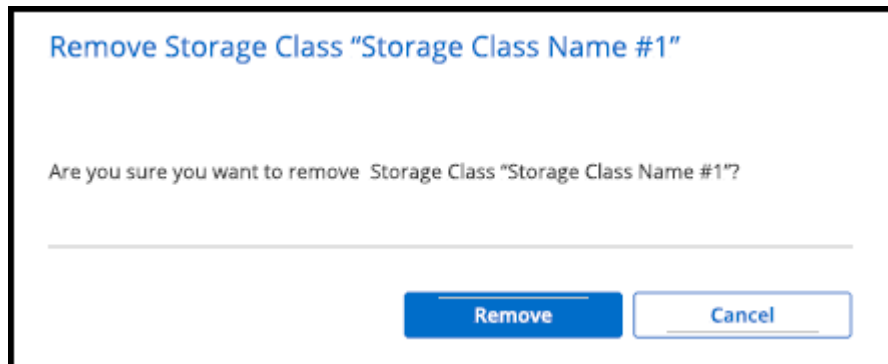 Remove Storage Class “Storage Class Name #1”
Are you sure you want to remove  Storage Class “Storage Class Name #1”?
Remove
Cancel